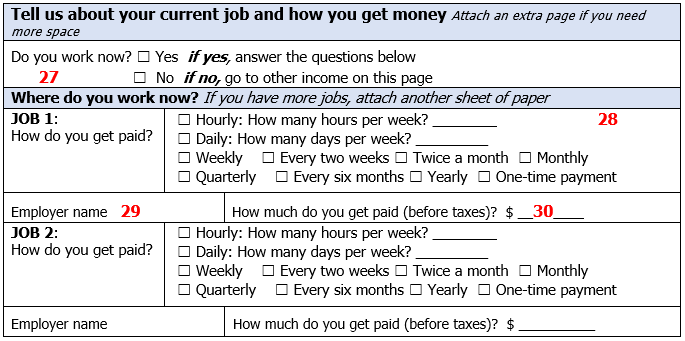 Tell us about your current job and how you get money Attach an extra page if you need
more space
Do you work now? ☐ Yes if yes, answer the questions below
27 ☐ No if no, go to other income on this page
Where do you work now? If you have more jobs, attach another sheet of paper
JOB 1: ☐ Hourly: How many hours per week? ________ 28
How do you get paid? ☐ Daily: How many days per week? _________
☐ Weekly ☐ Every two weeks ☐ Twice a month ☐ Monthly
☐ Quarterly ☐ Every six months ☐ Yearly ☐ One-time payment
Employer name 29 How much do you get paid (before taxes)? $ __30____
JOB 2: ☐ Hourly: How many hours per week? ________
How do you get paid? ☐ Daily: How many days per week? _________
☐ Weekly ☐ Every two weeks ☐ Twice a month ☐ Monthly
☐ Quarterly ☐ Every six months ☐ Yearly ☐ One-time payment
Employer name How much do you get paid (before taxes)? $ __________